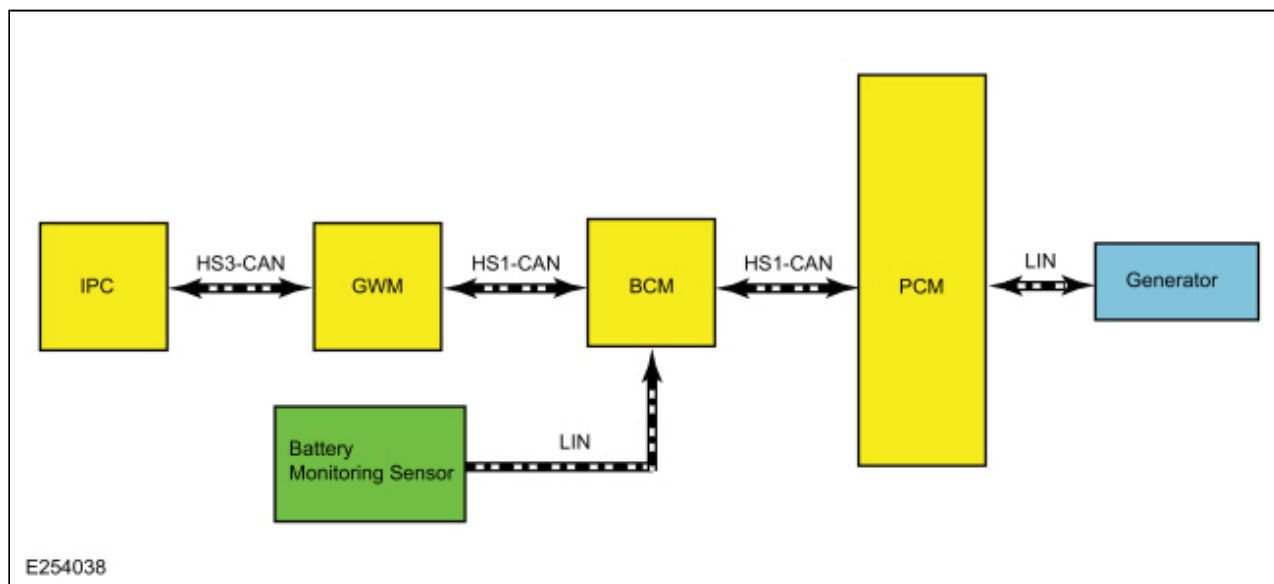 HS3-CAN
HS1-CAN
HS1-CAN
LIN
IPC
GWM
BCM
PCM
Generator
Battery
Monitoring Sensor
LIN
E254038